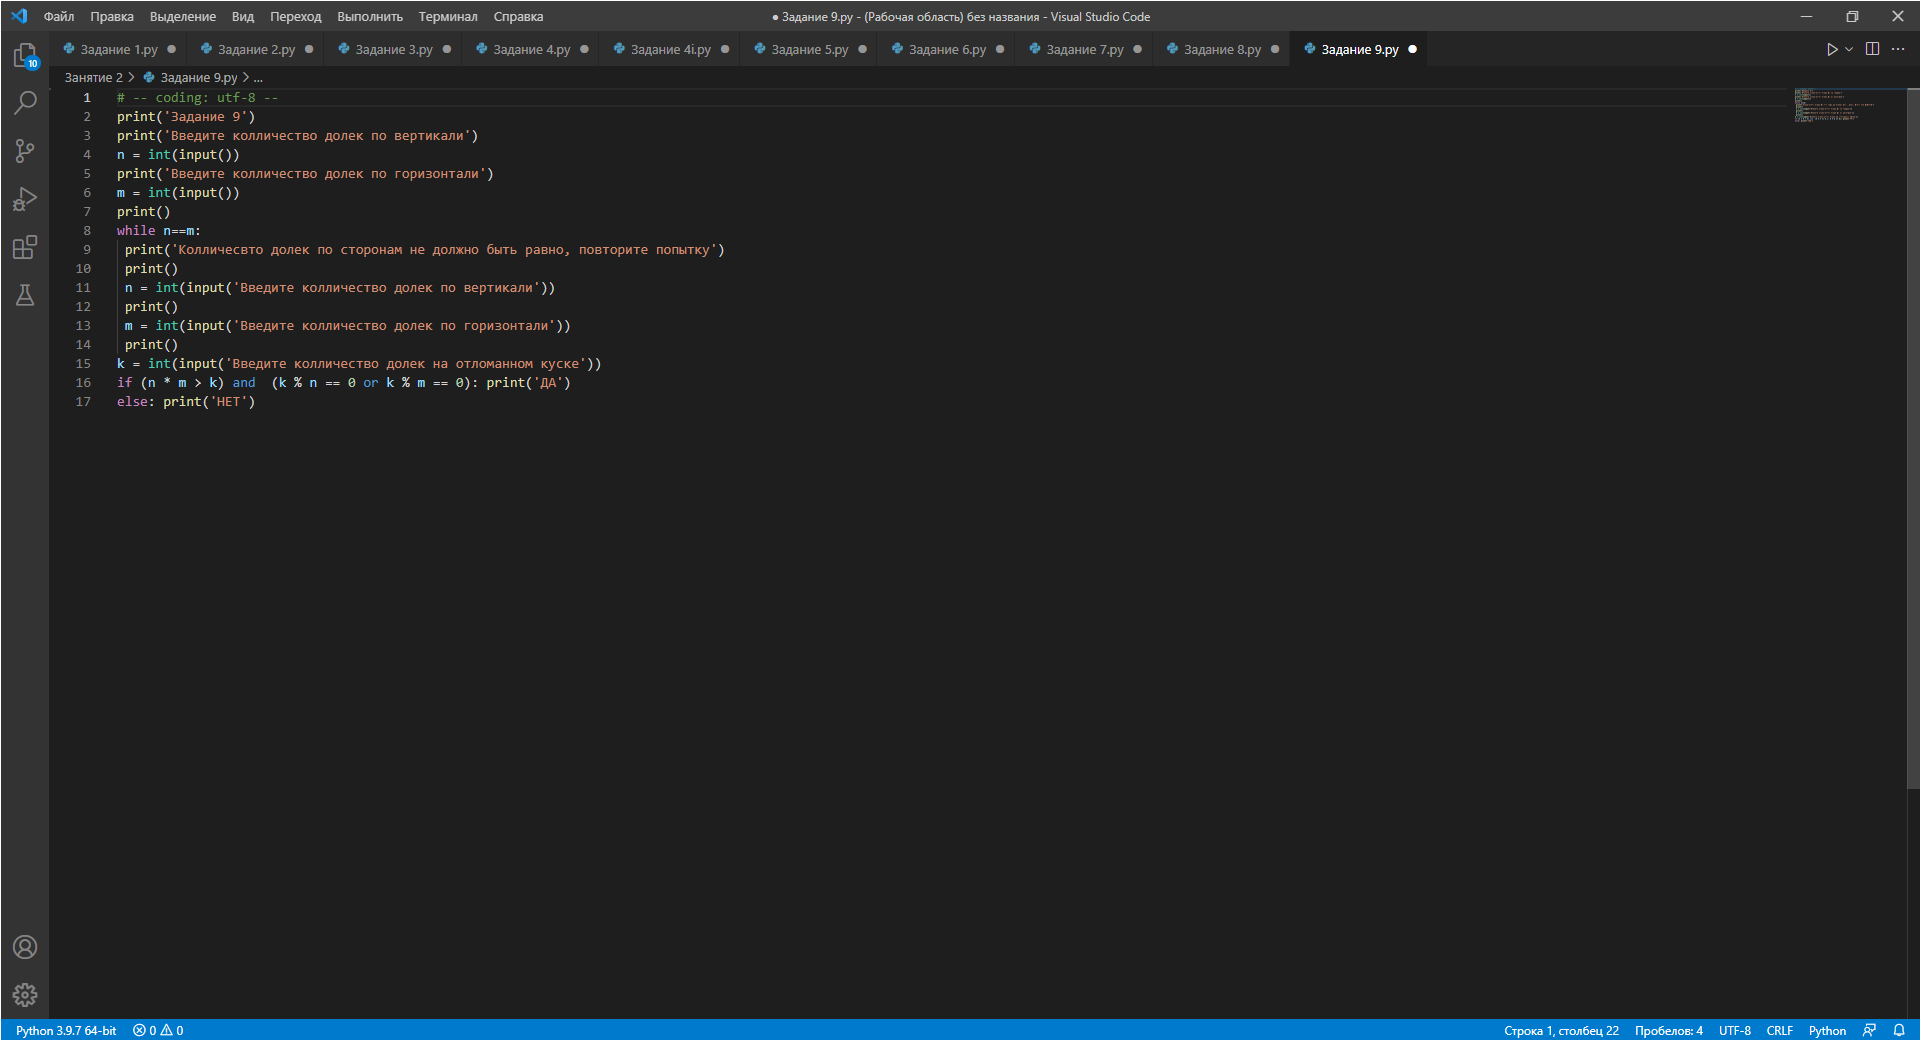 Файл Правка Выделение Вид Переход Выполнить Терминал Справка ● Задание 9.py - (Рабочая область) без названия - Visual Studio Code
Задание 1.py Задание 2.py Задание 3.py Задание 4.py Задание 4i.py Задание 5.py Задание 6.py Задание 7.py Задание 8.py Задание 9.py
10
Занятие 2 > Задание 9.py > ...
1 # -- coding: utf-8 --
2 print('Задание 9')
3 print('Введите колличество долек по вертикали')
4 n = int(input())
5 print('Введите колличество долек по горизонтали')
6 m = int(input())
7 print()
8 while n==m:
9 print('Колличесвто долек по сторонам не должно быть равно, повторите попытку')
10 print()
11 n = int(input('Введите колличество долек по вертикали'))
12 print()
13 m = int(input('Введите колличество долек по горизонтали'))
14 print()
15 k = int(input('Введите колличество долек на отломанном куске'))
16 if (n * m > k) and  (k % n == 0 or k % m == 0): print('ДА')
17 else: print('НЕТ')
Python 3.9.7 64-bit 0 0 Строка 1, столбец 22 Пробелов: 4 UTF-8 CRLF Python